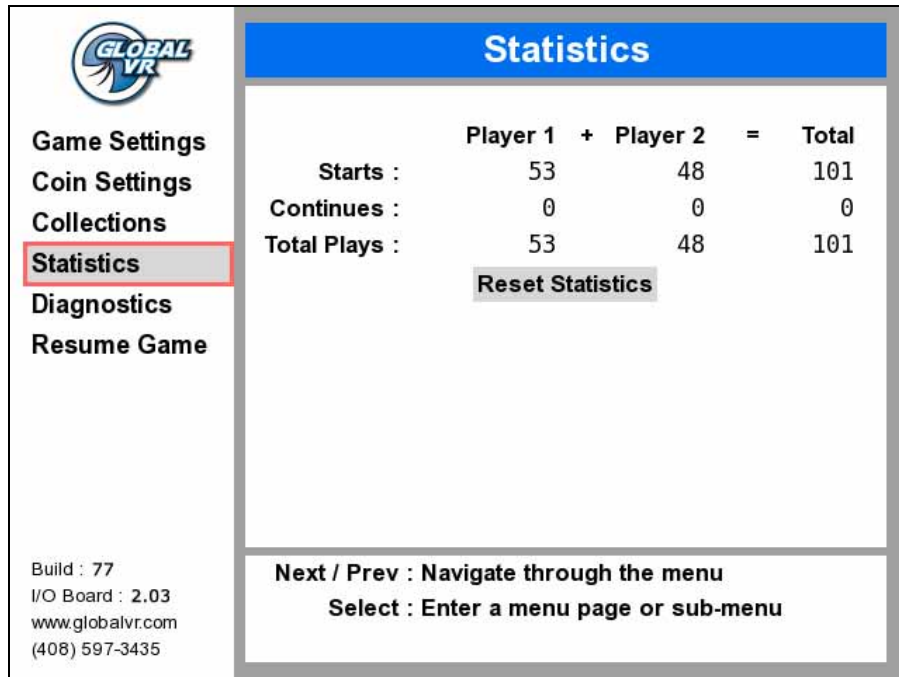 GLOBAL
VR
Game Settings
Coin Settings
Collections
Statistics
Diagnostics
Resume Game
Build : 77
I/O Board : 2.03
www.globalvr.com
(408) 597-3435
Statistics
Player 1 + Player 2 = Total
Starts : 53 48 101
Continues : 0 0 0
Total Plays : 53 48 101
Reset Statistics
Next / Prev : Navigate through the menu
Select : Enter a menu page or sub-menu